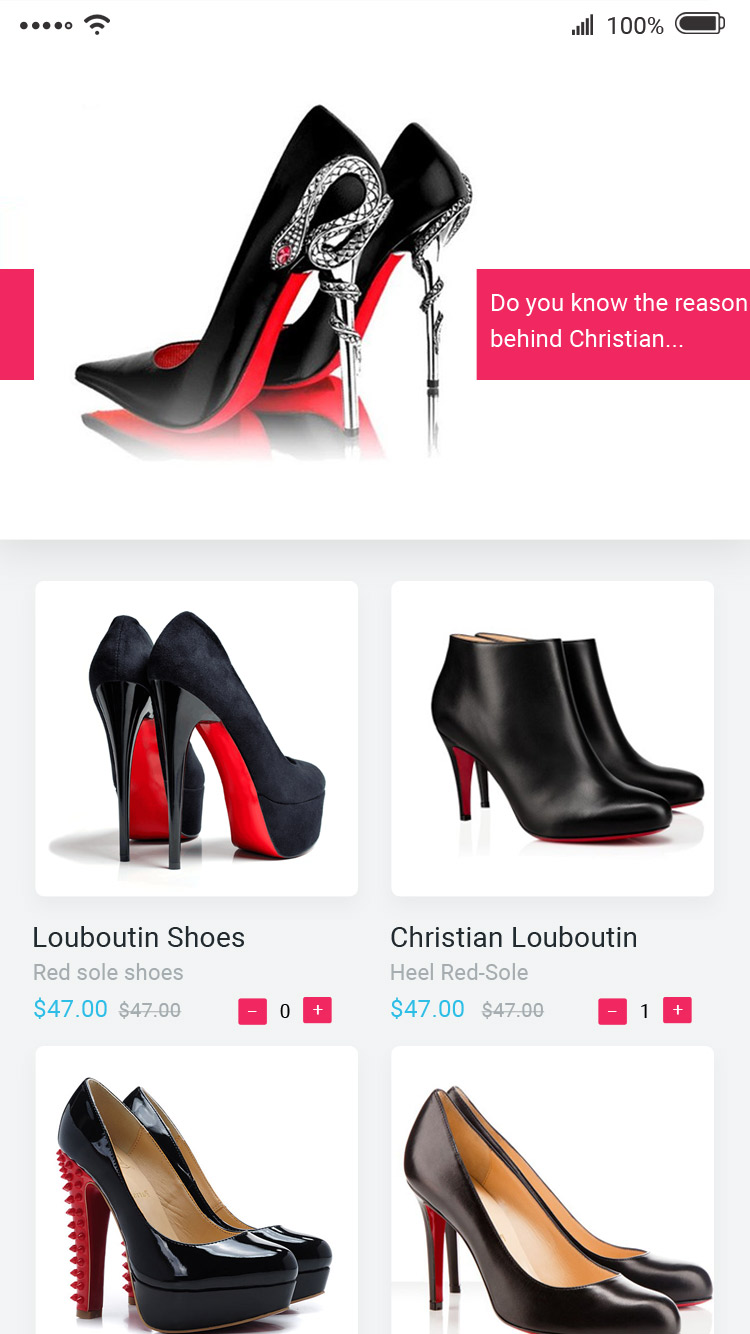 100%
Do you know the reason
behind Christian...
Louboutin Shoes
Red sole shoes
$47.00 $47.00 − 0 +
Christian Louboutin
Heel Red-Sole
$47.00 $47.00 − 1 +